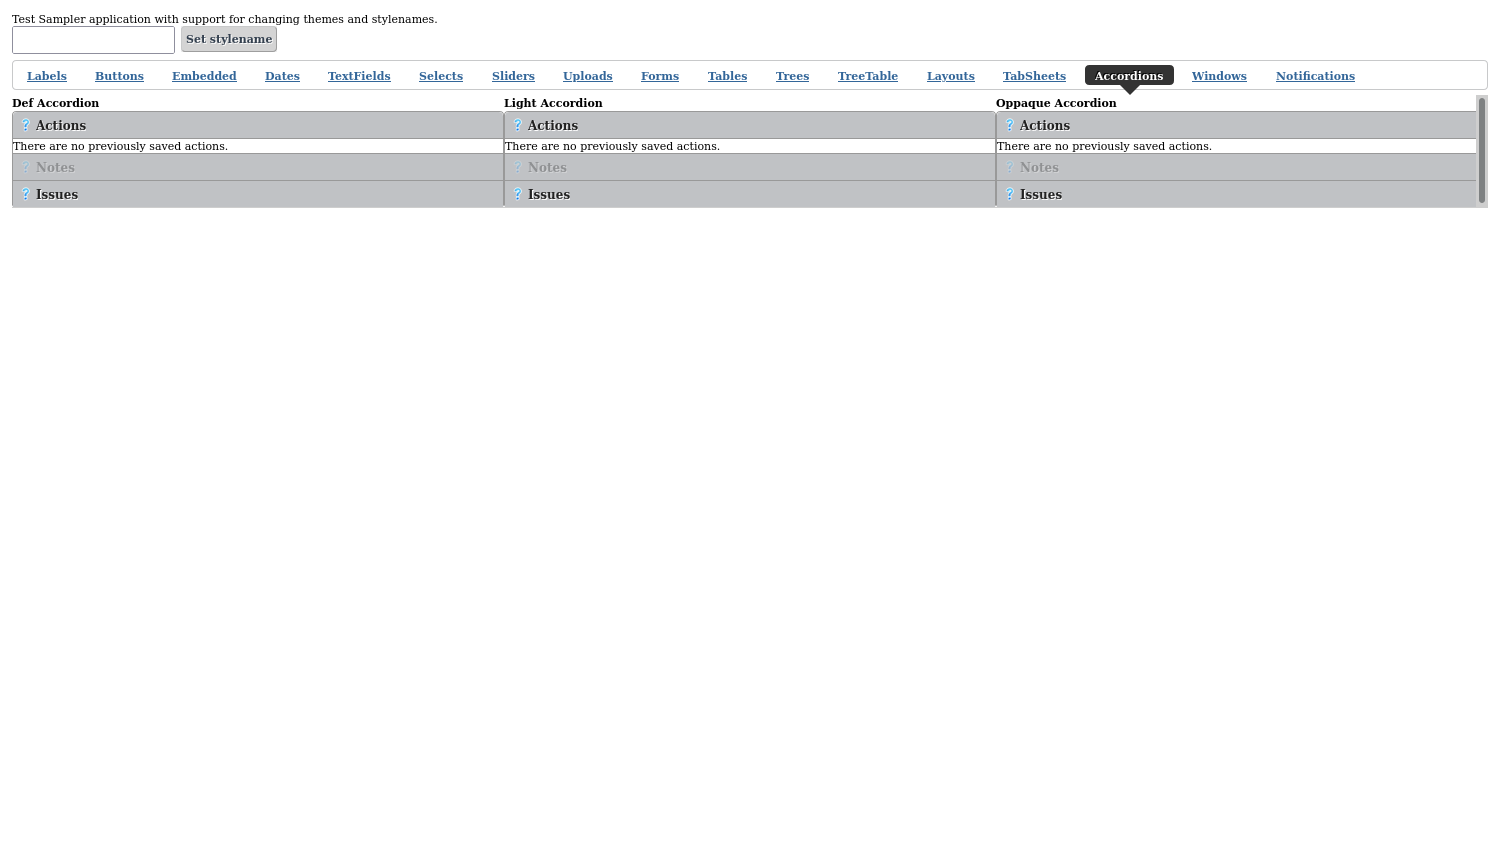 Test Sampler application with support for changing themes and stylenames.
Set stylename
Labels Buttons Embedded Dates TextFields Selects Sliders Uploads Forms Tables Trees TreeTable Layouts TabSheets Accordions Windows Notifications
Def Accordion Light Accordion Oppaque Accordion
? Actions ? Actions ? Actions
There are no previously saved actions. There are no previously saved actions. There are no previously saved actions.
? Notes ? Notes ? Notes
? Issues ? Issues ? Issues